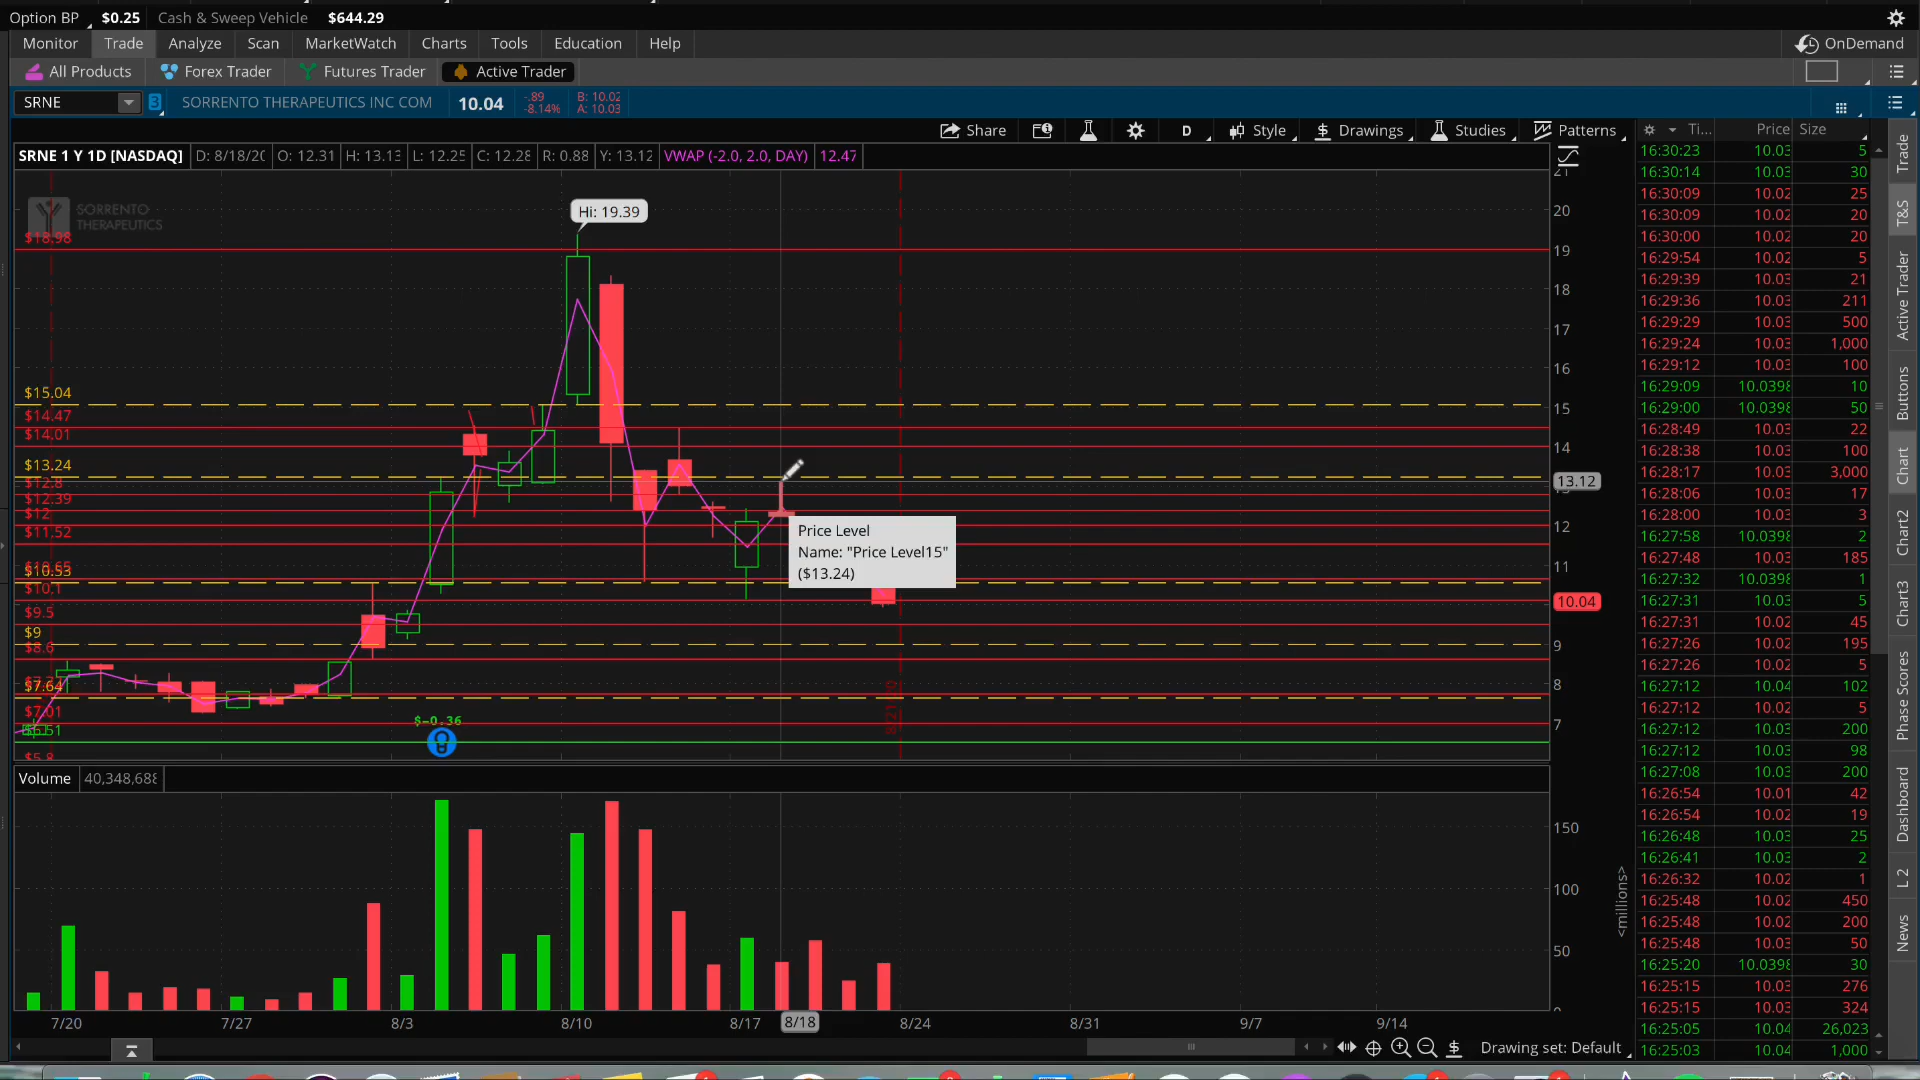 Option BP $0.25 Cash & Sweep Vehicle $644.29
Monitor Trade Analyze Scan MarketWatch Charts Tools Education Help OnDemand
All Products Forex Trader Futures Trader Active Trader
SRNE 3 SORRENTO THERAPEUTICS INC COM 10.04 -.89 -8.14% B: 10.02 A: 10.03
Share D Style Drawings Studies Patterns
SRNE 1 Y 1D [NASDAQ] D: 8/18/20 O: 12.31 H: 13.13 L: 12.25 C: 12.28 R: 0.88 Y: 13.12 VWAP (-2.0, 2.0, DAY) 12.47
SORRENTO
THERAPEUTICS
Hi: 19.39
$18.98
$15.04
$14.47
$14.01
$13.24
$12.8
$12.39
$12
$11.52
$10.53
$10.1
$9.5
$9
$8.6
$7.64
$7.01
$5.8
Price Level
Name: "Price Level15"
($13.24)
$-0.36
20
19
18
17
16
15
14
13.12
12
11
10.04
9
8
7
Volume 40,348,688
150
100
50
<millions>
7/20 7/27 8/3 8/10 8/17 8/18 8/24 8/31 9/7 9/14
Drawing set: Default
Ti... Price Size
16:30:23 10.03 5
16:30:14 10.03 30
16:30:09 10.02 25
16:30:09 10.02 20
16:30:00 10.02 20
16:29:54 10.02 5
16:29:39 10.03 21
16:29:36 10.03 211
16:29:29 10.03 500
16:29:24 10.03 1,000
16:29:12 10.03 100
16:29:09 10.0398 10
16:29:00 10.0398 50
16:28:49 10.03 22
16:28:38 10.03 100
16:28:17 10.03 3,000
16:28:06 10.03 17
16:28:00 10.03 3
16:27:58 10.0398 2
16:27:48 10.03 185
16:27:32 10.0398 1
16:27:31 10.03 5
16:27:31 10.02 45
16:27:26 10.02 195
16:27:26 10.02 5
16:27:12 10.04 102
16:27:12 10.02 5
16:27:12 10.03 200
16:27:12 10.03 98
16:27:08 10.03 200
16:26:54 10.01 42
16:26:54 10.02 19
16:26:48 10.03 25
16:26:41 10.03 2
16:26:32 10.02 1
16:25:48 10.02 450
16:25:48 10.02 200
16:25:48 10.03 50
16:25:20 10.0398 30
16:25:15 10.03 276
16:25:15 10.03 324
16:25:05 10.04 26,023
16:25:03 10.04 1,000
Trade
T&S
Active Trader
Buttons
Chart
Chart2
Chart3
Phase Scores
Dashboard
L 2
News